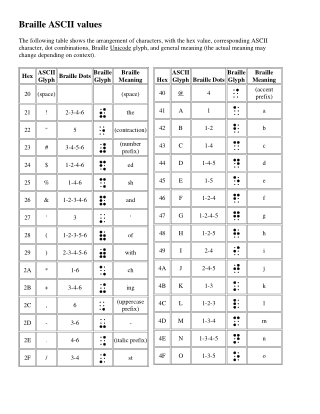 Braille ASCII values
The following table shows the arrangement of characters, with the hex value, corresponding ASCII
character, dot combinations, Braille Unicode glyph, and general meaning (the actual meaning may
change depending on context).
Hex ASCII Glyph Braille Dots Braille Glyph Braille Meaning
20 (space) (space)
21 ! 2-3-4-6 ⠮ the
22 " 5 ⠐ (contraction)
23 # 3-4-5-6 ⠼ (number prefix)
24 $ 1-2-4-6 ⠫ ed
25 % 1-4-6 ⠩ sh
26 & 1-2-3-4-6 ⠯ and
27 ' 3 ⠄ '
28 ( 1-2-3-5-6 ⠷ of
29 ) 2-3-4-5-6 ⠾ with
2A * 1-6 ⠡ ch
2B + 3-4-6 ⠬ ing
2C , 6 ⠠ (uppercase prefix)
2D - 3-6 ⠤ -
2E . 4-6 ⠨ (italic prefix)
2F / 3-4 ⠌ st
Hex ASCII Glyph Braille Dots Braille Glyph Braille Meaning
40 @ 4 ⠈ (accent prefix)
41 A 1 ⠁ a
42 B 1-2 ⠃ b
43 C 1-4 ⠉ c
44 D 1-4-5 ⠙ d
45 E 1-5 ⠑ e
46 F 1-2-4 ⠋ f
47 G 1-2-4-5 ⠛ g
48 H 1-2-5 ⠓ h
49 I 2-4 ⠊ i
4A J 2-4-5 ⠚ j
4B K 1-3 ⠅ k
4C L 1-2-3 ⠇ l
4D M 1-3-4 ⠍ m
4E N 1-3-4-5 ⠝ n
4F O 1-3-5 ⠕ o